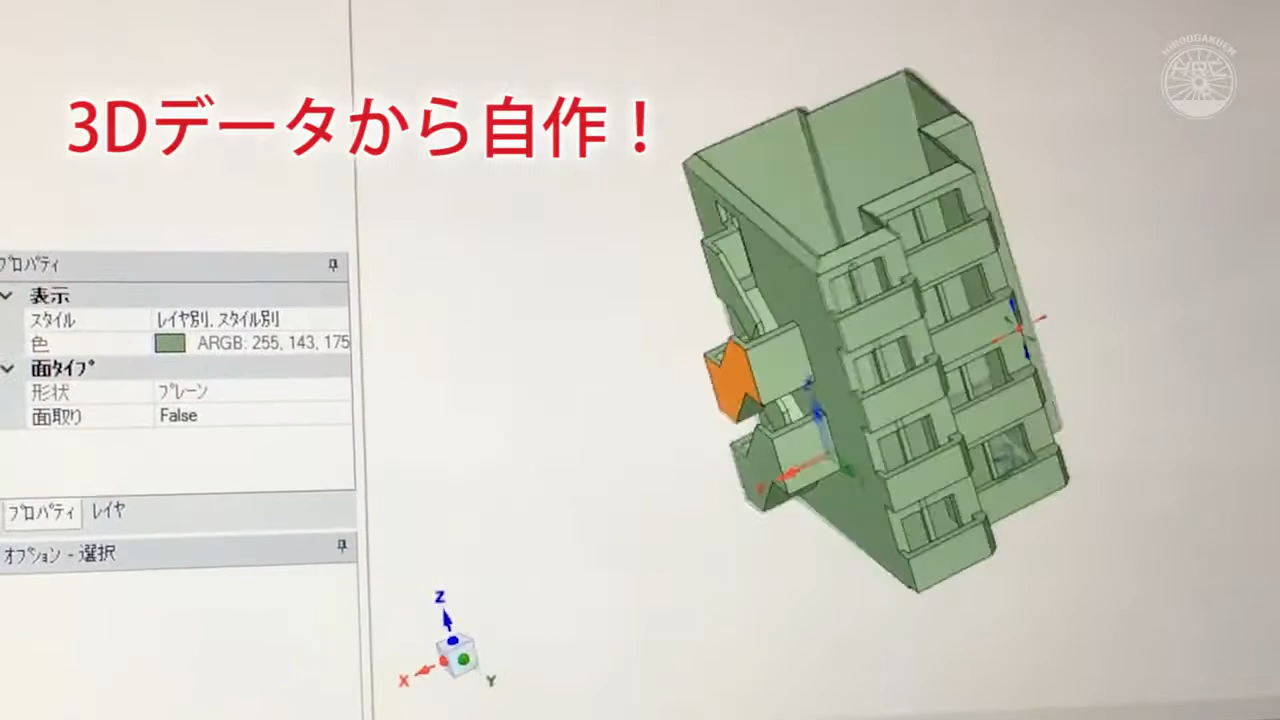 3Dデータから自作！
HIROOGAKUEN
HRC
プロパティ
表示
スタイル レイヤ別, スタイル別
色 ARGB: 255, 143, 175
面タイプ
形状 プレーン
面取り False
プロパティ レイヤ
オプション - 選択
Z
X
Y